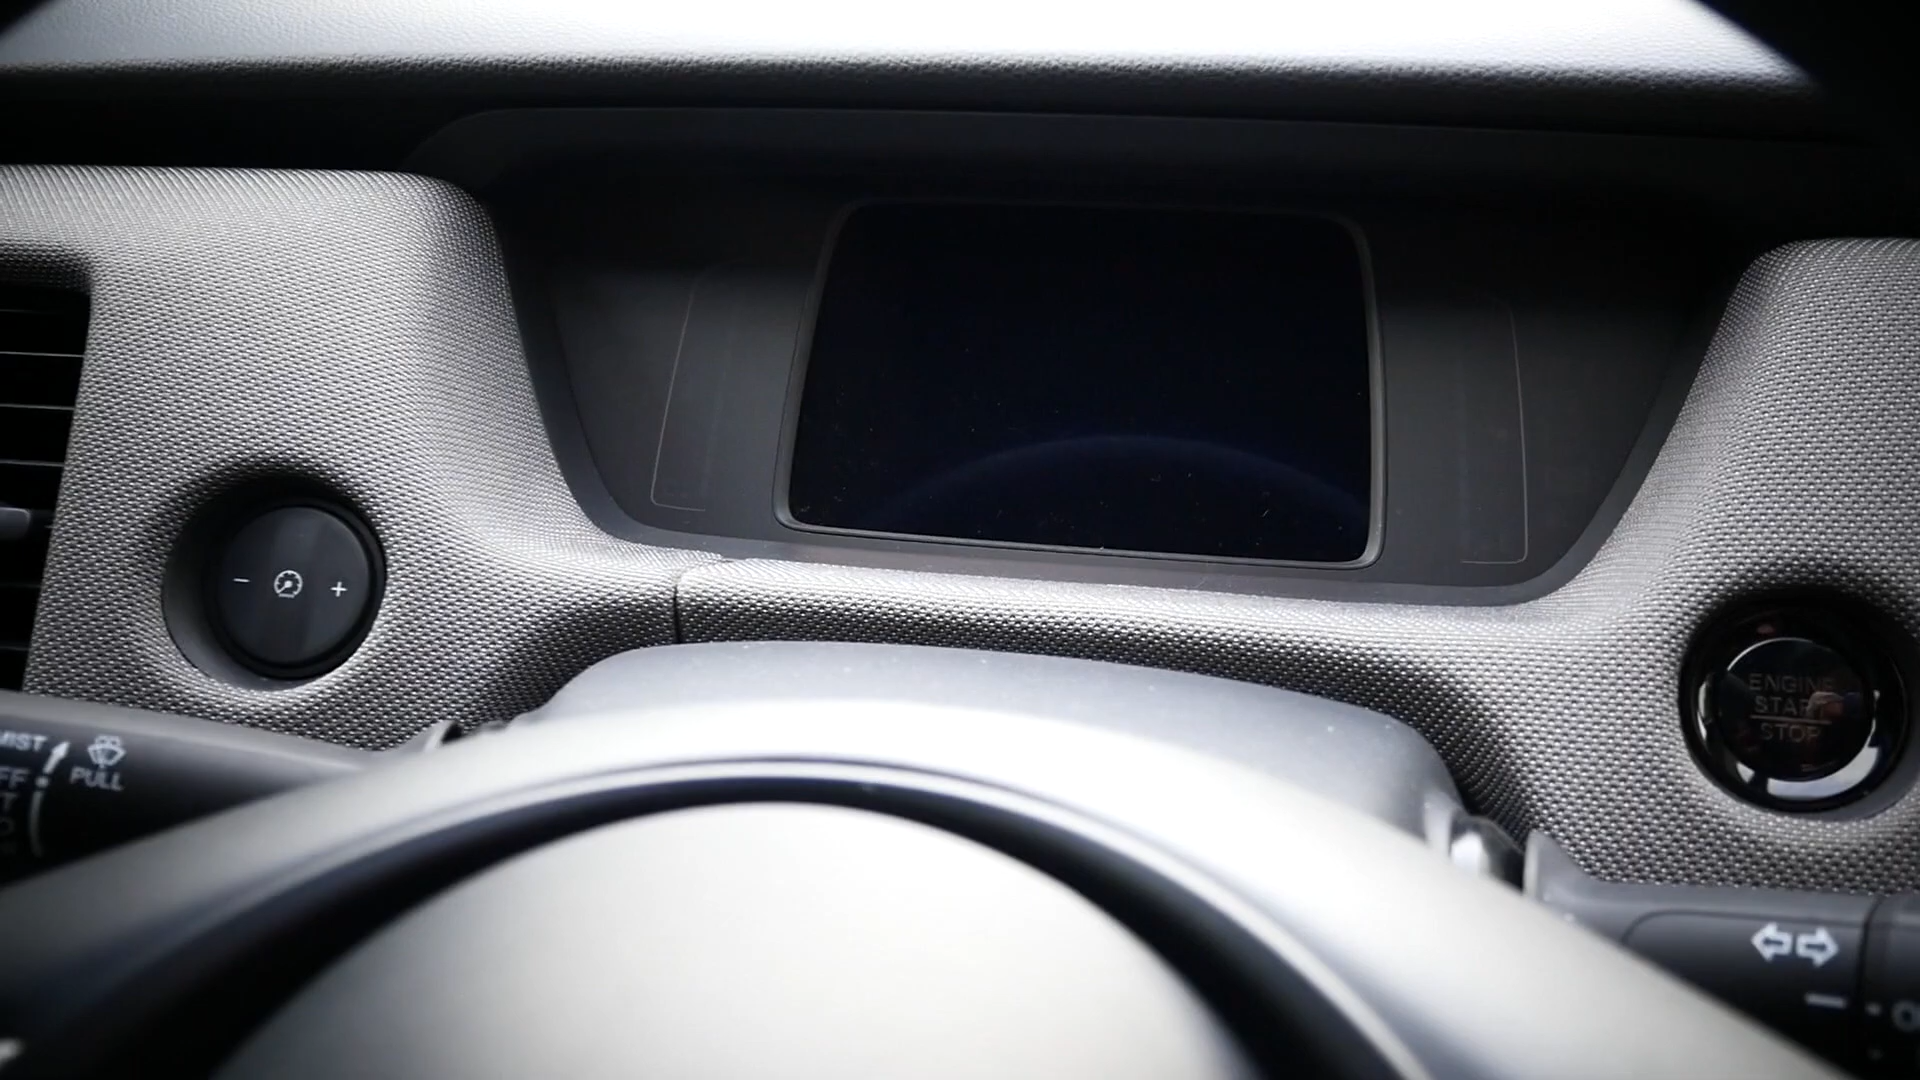 − +
MIST
PULL
ENGINE
START
STOP